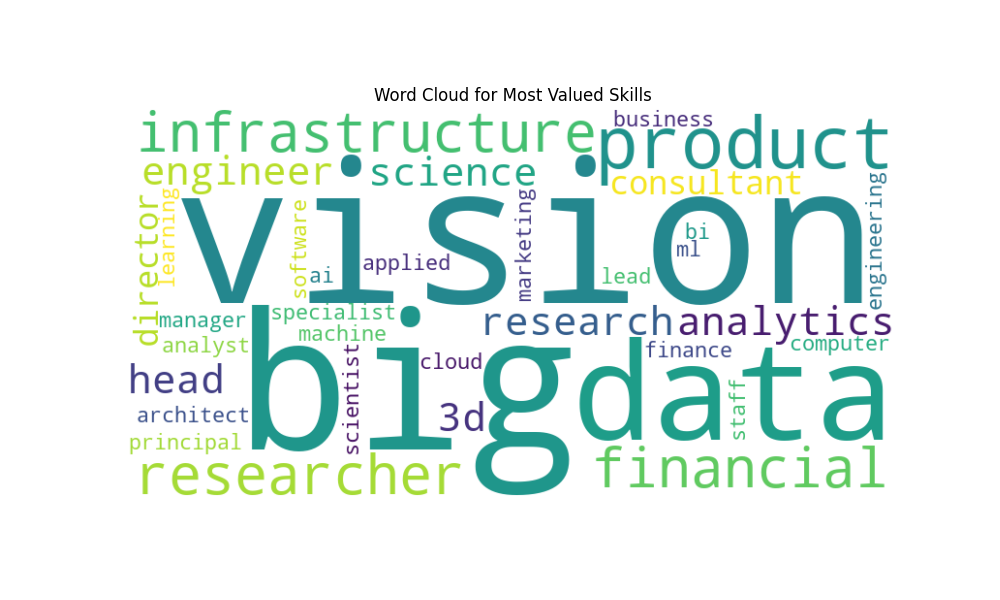 Word Cloud for Most Valued Skills
infrastructure
business
product
engineer
science
consultant
learning
director
software
vision
marketing
engineering
bi
ml
ai
applied
lead
manager
specialist
machine
analyst
research
analytics
finance
computer
big
data
cloud
head
scientist
3d
staff
architect
principal
researcher
financial